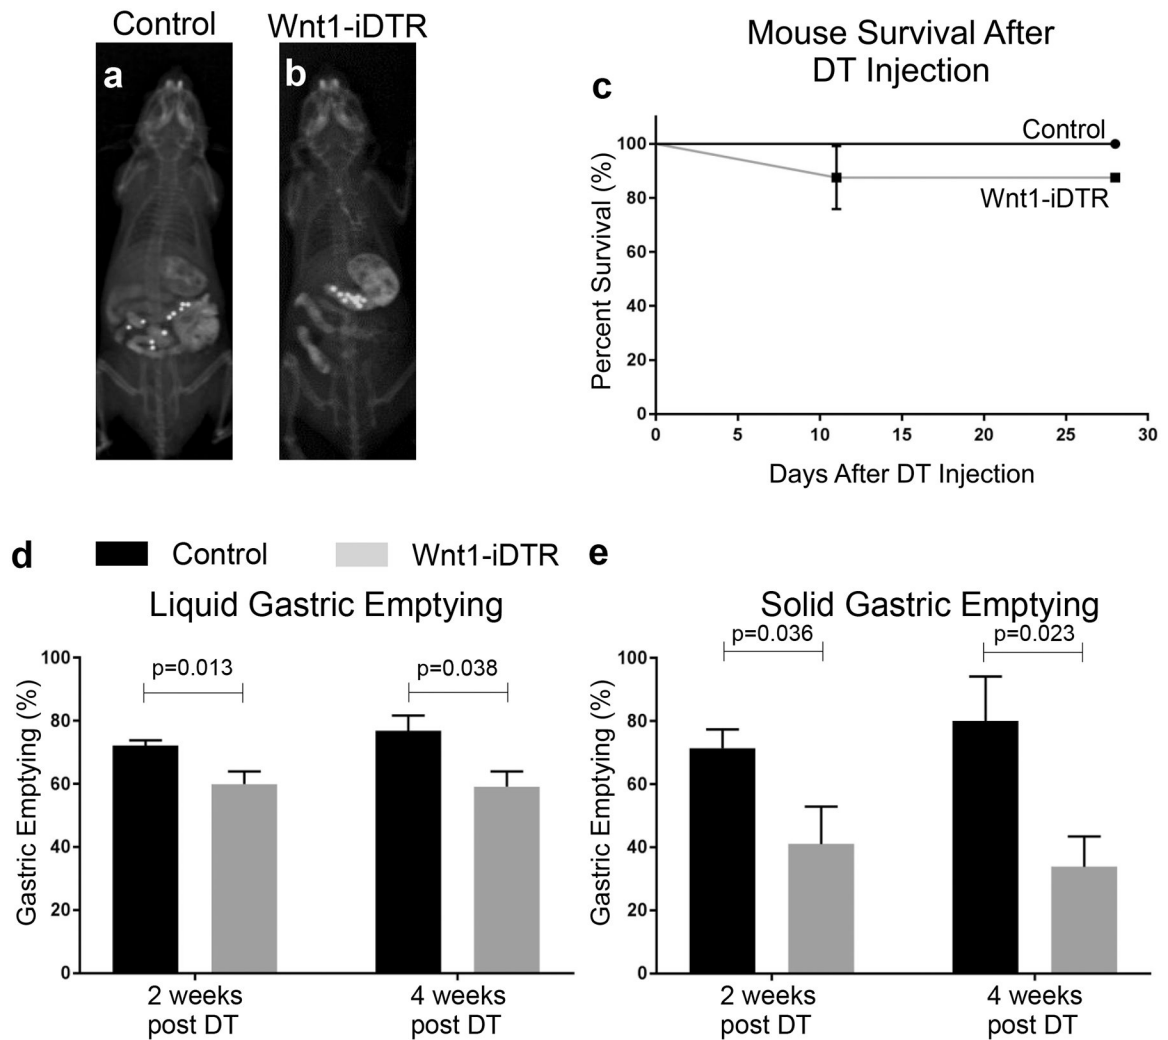 Control
Wnt1-iDTR
a
b
c
Mouse Survival After
DT Injection
Percent Survival (%)
100
80
60
40
20
0
Control
Wnt1-iDTR
0 5 10 15 20 25 30
Days After DT Injection
d
Control
Wnt1-iDTR
Liquid Gastric Emptying
Gastric Emptying (%)
100
80
60
40
20
0
p=0.013
p=0.038
2 weeks
post DT
4 weeks
post DT
e
Solid Gastric Emptying
Gastric Emptying (%)
100
80
60
40
20
0
p=0.036
p=0.023
2 weeks
post DT
4 weeks
post DT